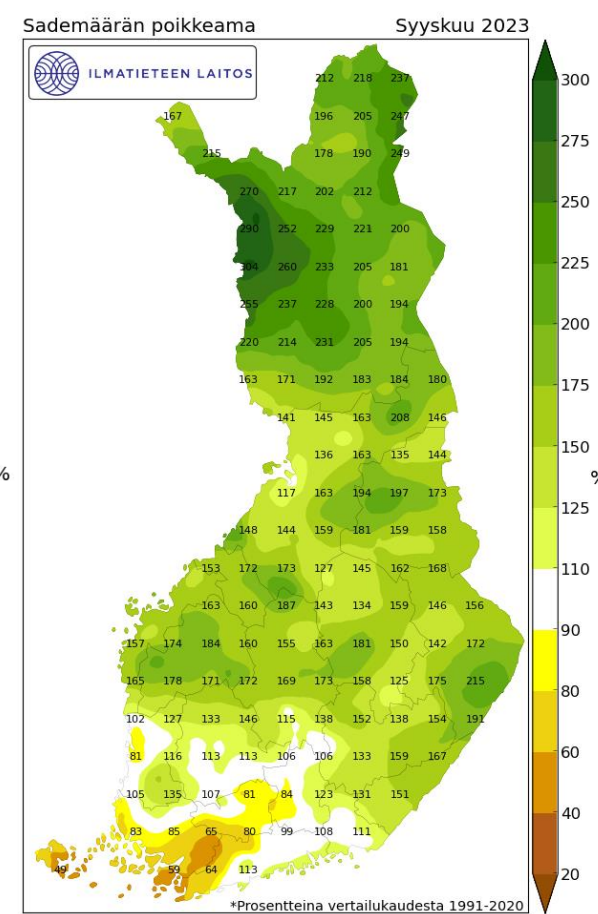 Sademäärän poikkeama Syyskuu 2023
ILMATIETEEN LAITOS
212 218 237
167 196 205 247
215 178 190 249
270 217 202 212
290 252 229 221 200
304 260 233 205 181
255 237 228 200 194
220 214 231 205 194
163 171 192 183 184 180
141 145 163 208 146
136 163 135 144
117 163 194 197 173
148 144 159 181 159 158
153 172 173 127 145 162 168
163 160 187 143 134 159 146 156
157 174 184 160 155 163 181 150 142 172
165 178 171 172 169 173 158 125 175 215
102 127 133 146 115 138 152 138 154 191
81 116 113 113 106 106 133 159 167
105 135 107 81 84 123 131 151
83 85 65 80 99 108 111
49 59 64 113
*Prosentteina vertailukaudesta 1991-2020
300
275
250
225
200
175
150
125
110
90
80
60
40
20
%
%